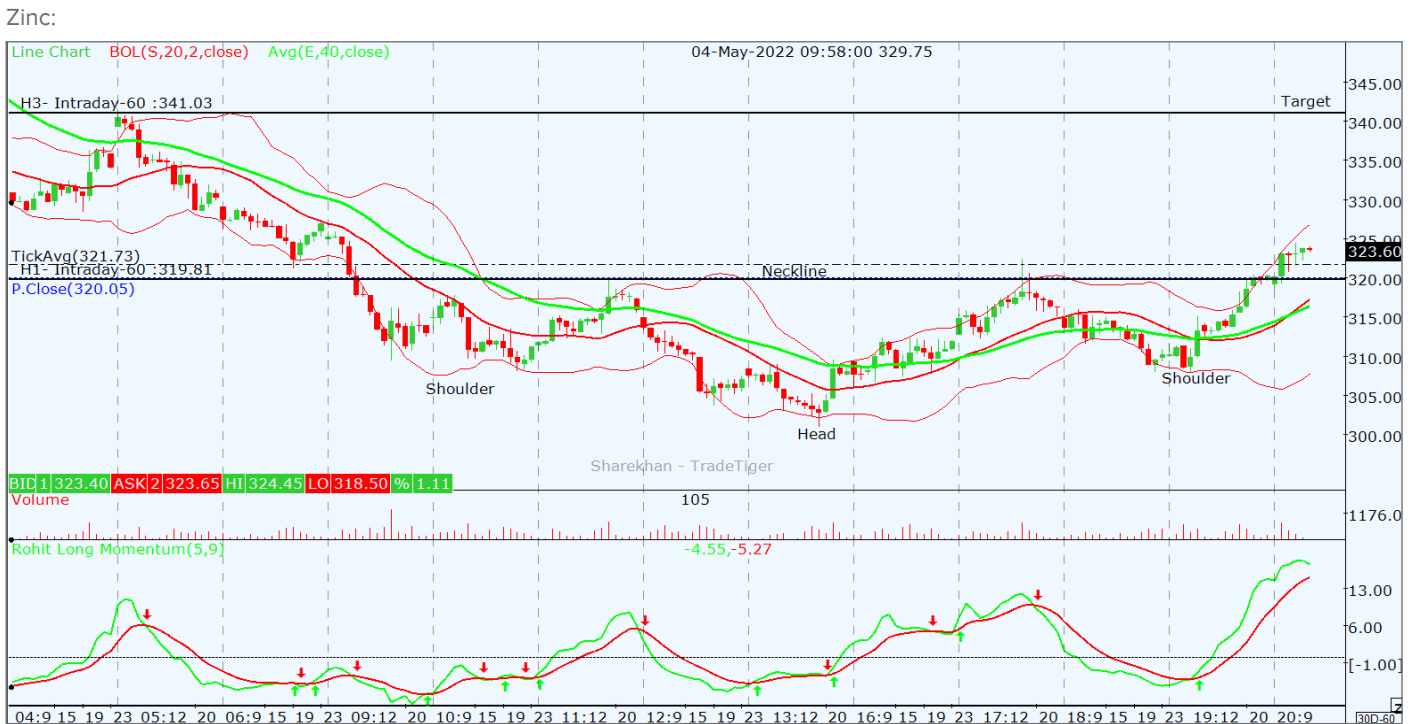 Zinc:
Line Chart BOL(S,20,2,close) Avg(E,40,close) 04-May-2022 09:58:00 329.75
345.00
H3- Intraday-60 :341.03 Target
340.00
335.00
330.00
325.00
323.60
TickAvg(321.73)
H1- Intraday-60 :319.81 Neckline
320.00
P.Close(320.05)
315.00
310.00
Shoulder Shoulder
305.00
Head
300.00
Sharekhan - TradeTiger
BID 1 323.40 ASK 2 323.65 HI 324.45 LO 318.50 % 1.11
Volume 105
1176.0
Rohit Long Momentum(5,9) -4.55,-5.27
13.00
6.00
[-1.00]
Z
04:9 15 19 23 05:12 20 06:9 15 19 23 09:12 20 10:9 15 19 23 11:12 20 12:9 15 19 23 13:12 20 16:9 15 19 23 17:12 20 18:9 15 19 23 19:12 20 20:9 30D-60